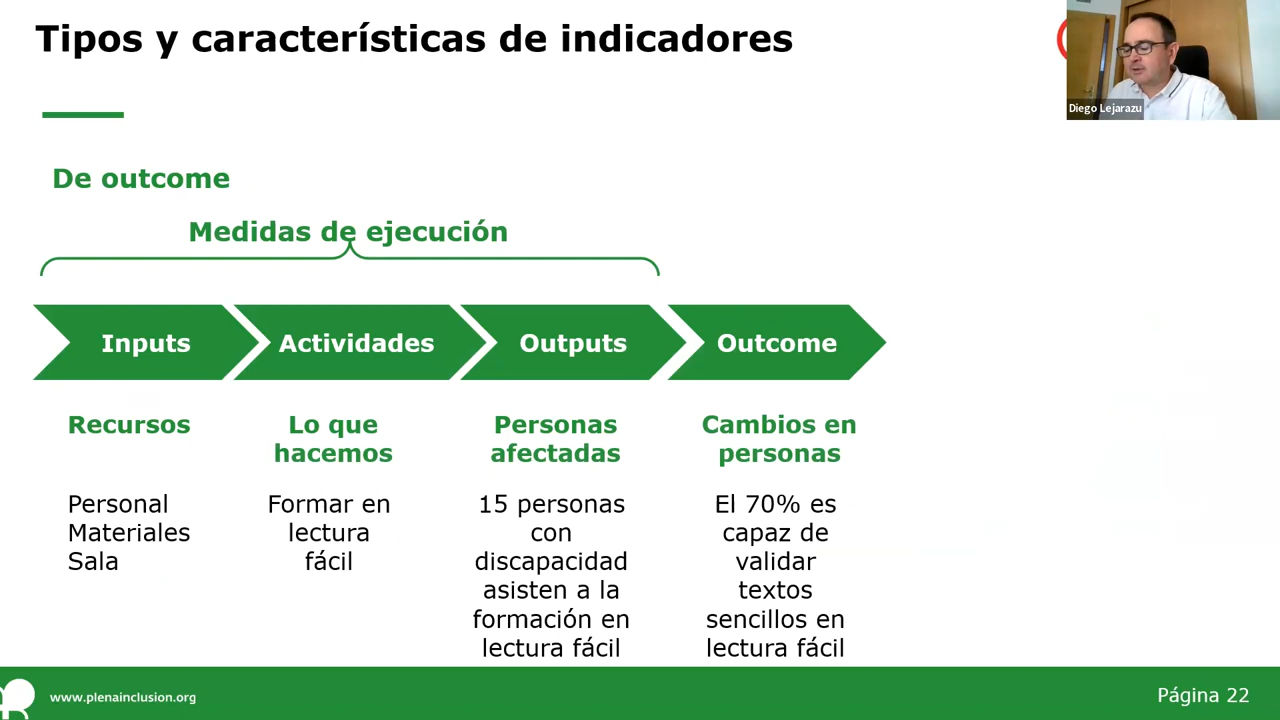 Tipos y características de indicadores
Diego Lejarazu
De outcome
Medidas de ejecución
Inputs
Actividades
Outputs
Outcome
Recursos
Lo que
hacemos
Personas
afectadas
Cambios en
personas
Personal
Materiales
Sala
Formar en
lectura
fácil
15 personas
con
discapacidad
asisten a la
formación en
lectura fácil
El 70% es
capaz de
validar
textos
sencillos en
lectura fácil
www.plenainclusion.org
Página 22